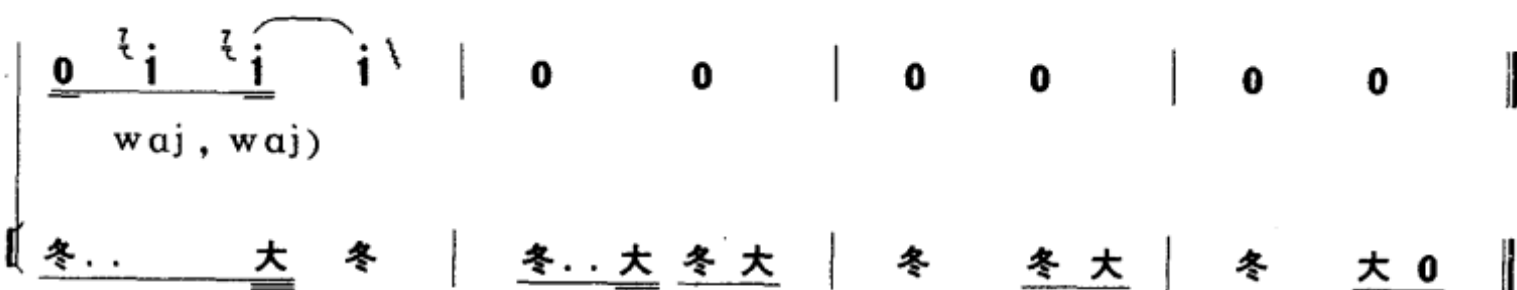 0 i i i | 0 0 | 0 0 | 0 0
waj, waj)
冬.. 大 冬 | 冬.. 大 冬 大 | 冬 冬 大 | 冬 大 0